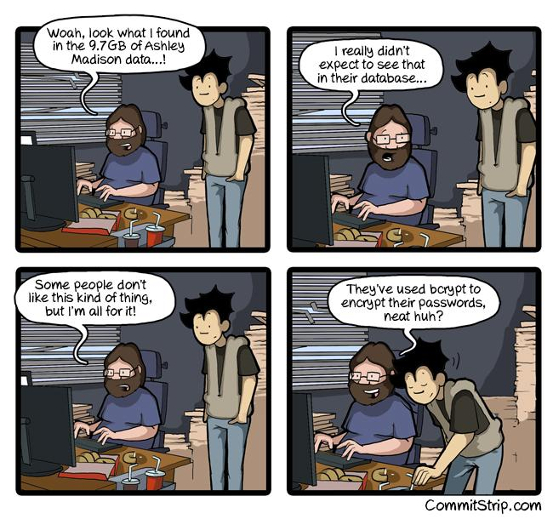 Woah, look what I found
in the 9.7GB of Ashley
Madison data...!
I really didn't
expect to see that
in their database...
Some people don't
like this kind of thing,
but I'm all for it!
They've used bcrypt to
encrypt their passwords,
neat huh?
CommitStrip.com